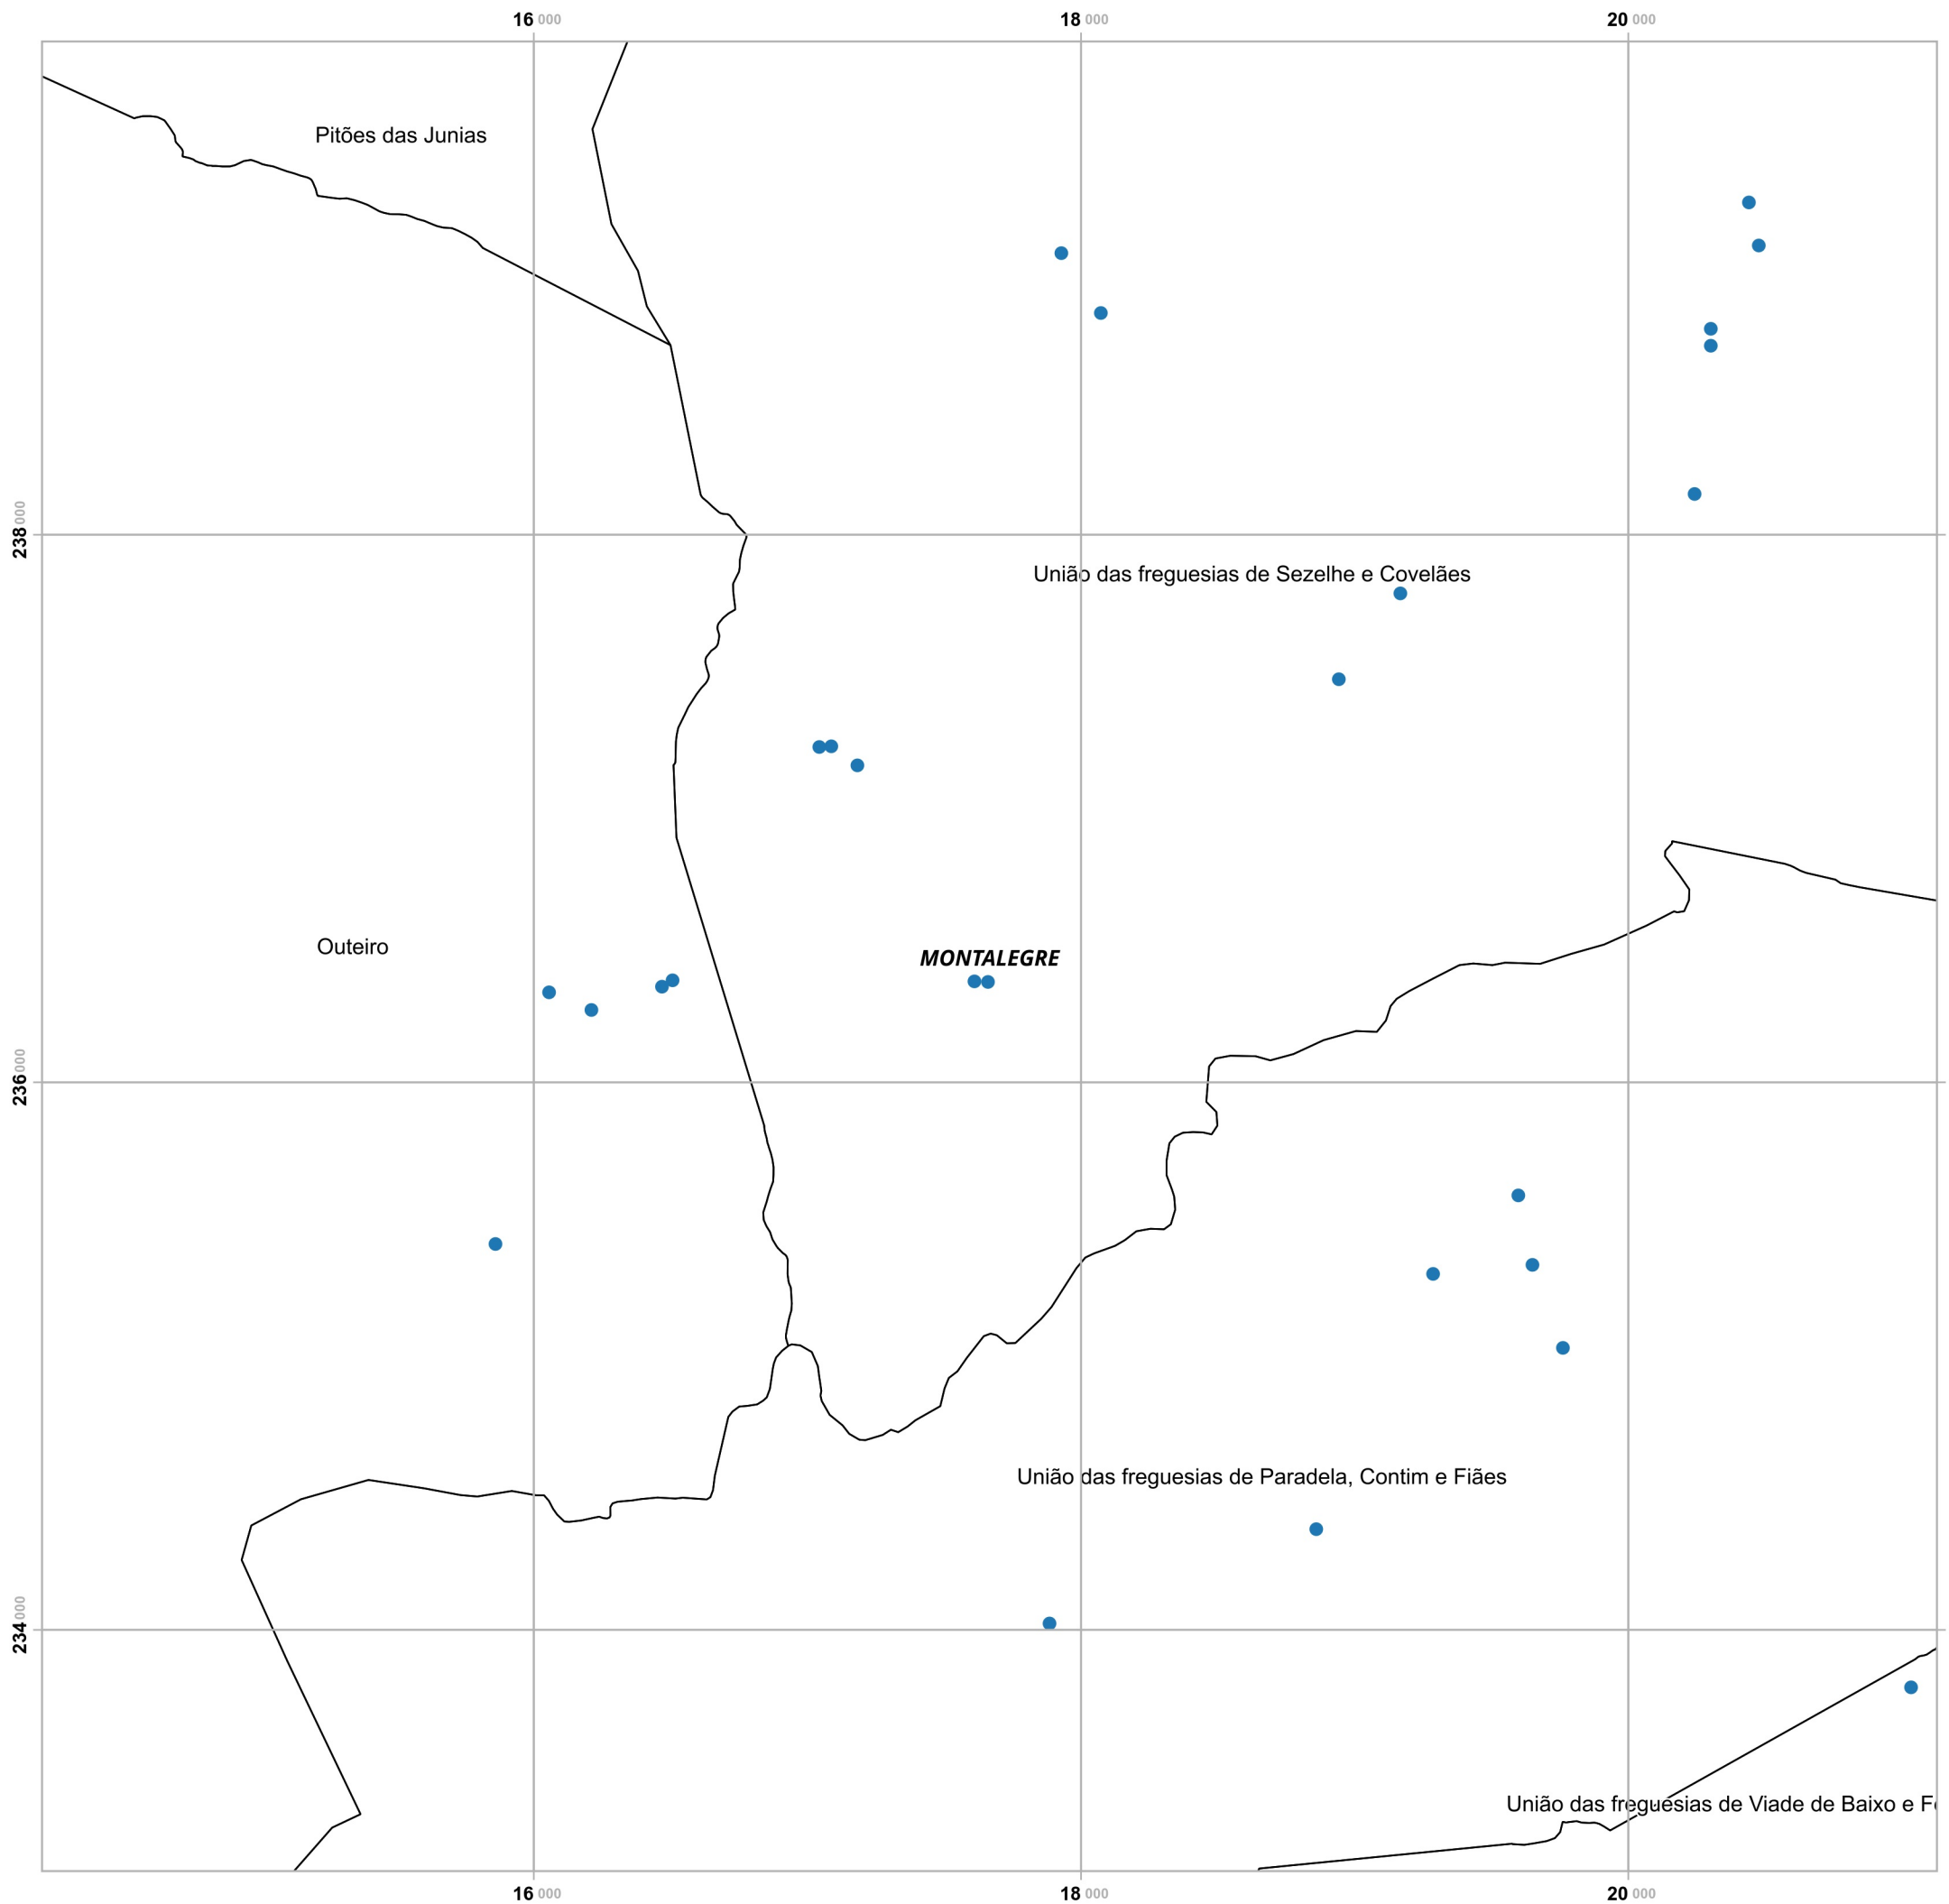 16 000 18 000 20 000
Pitões das Junias
238 000
União das freguesias de Sezelhe e Covelães
Outeiro
MONTALEGRE
236 000
União das freguesias de Paradela, Contim e Fiães
234 000
União das freguesias de Viade de Baixo e F
16 000 18 000 20 000